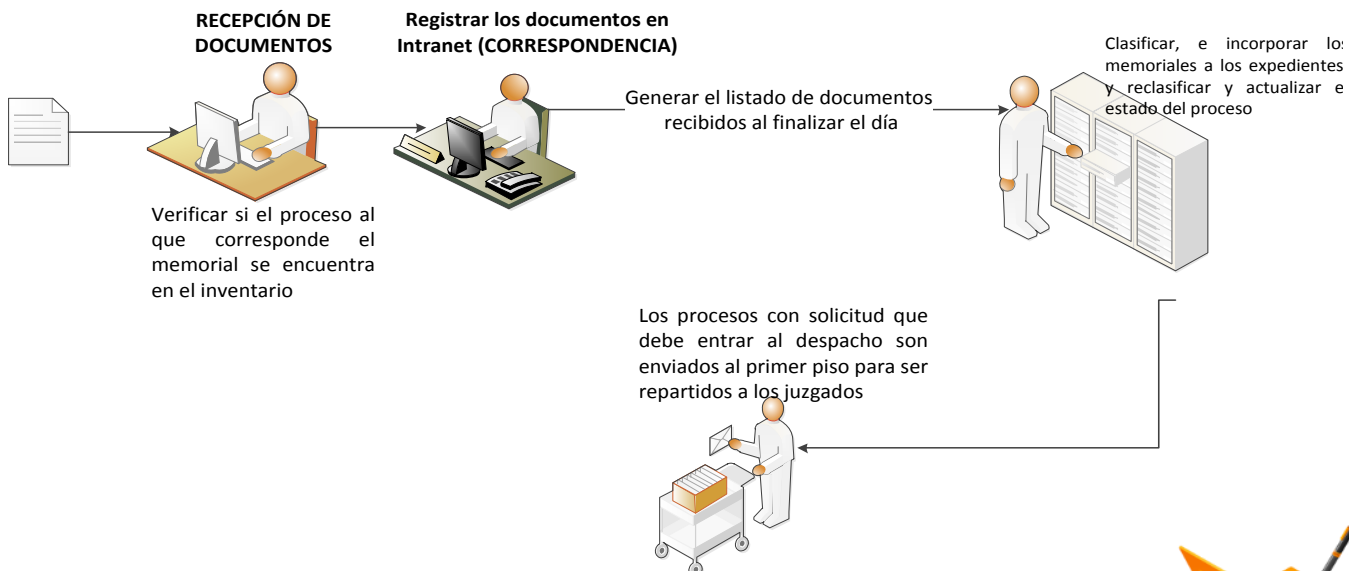 RECEPCIÓN DE
DOCUMENTOS
Registrar los documentos en
Intranet (CORRESPONDENCIA)
Verificar si el proceso al
que corresponde el
memorial se encuentra
en el inventario
Generar el listado de documentos
recibidos al finalizar el día
Clasificar, e incorporar los
memoriales a los expedientes
y reclasificar y actualizar e
estado del proceso
Los procesos con solicitud que
debe entrar al despacho son
enviados al primer piso para ser
repartidos a los juzgados